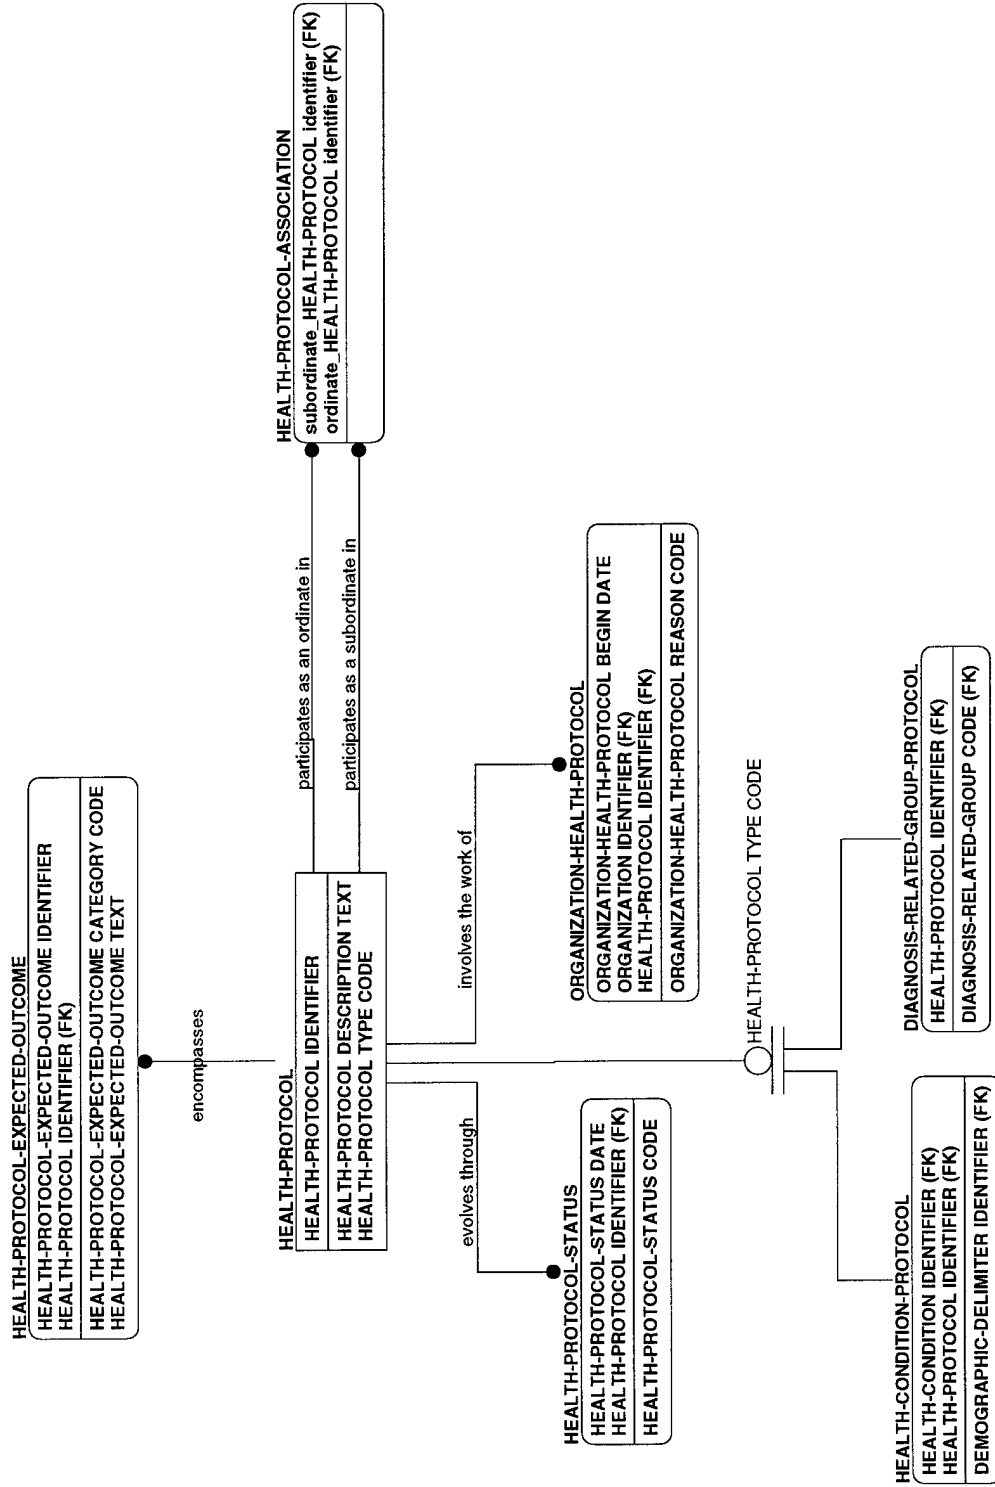 HEALTH-PROTOCOL-EXPECTED-OUTCOME
HEALTH-PROTOCOL-EXPECTED-OUTCOME IDENTIFIER
HEALTH-PROTOCOL IDENTIFIER (FK)
HEALTH-PROTOCOL-EXPECTED-OUTCOME CATEGORY CODE
HEALTH-PROTOCOL-EXPECTED-OUTCOME TEXT
encompasses
HEALTH-PROTOCOL
HEALTH-PROTOCOL IDENTIFIER
HEALTH-PROTOCOL DESCRIPTION TEXT
HEALTH-PROTOCOL TYPE CODE
participates as an ordinate in
participates as a subordinate in
HEALTH-PROTOCOL-ASSOCIATION
subordinate_HEALTH-PROTOCOL identifier (FK)
ordinate_HEALTH-PROTOCOL identifier (FK)
evolves through
involves the work of
HEALTH-PROTOCOL-STATUS
HEALTH-PROTOCOL-STATUS DATE
HEALTH-PROTOCOL IDENTIFIER (FK)
HEALTH-PROTOCOL-STATUS CODE
ORGANIZATION-HEALTH-PROTOCOL
ORGANIZATION-HEALTH-PROTOCOL BEGIN DATE
ORGANIZATION IDENTIFIER (FK)
HEALTH-PROTOCOL IDENTIFIER (FK)
ORGANIZATION-HEALTH-PROTOCOL REASON CODE
HEALTH-PROTOCOL TYPE CODE
HEALTH-CONDITION-PROTOCOL
HEALTH-CONDITION IDENTIFIER (FK)
HEALTH-PROTOCOL IDENTIFIER (FK)
DEMOGRAPHIC-DELIMITER IDENTIFIER (FK)
DIAGNOSIS-RELATED-GROUP-PROTOCOL
HEALTH-PROTOCOL IDENTIFIER (FK)
DIAGNOSIS-RELATED-GROUP CODE (FK)